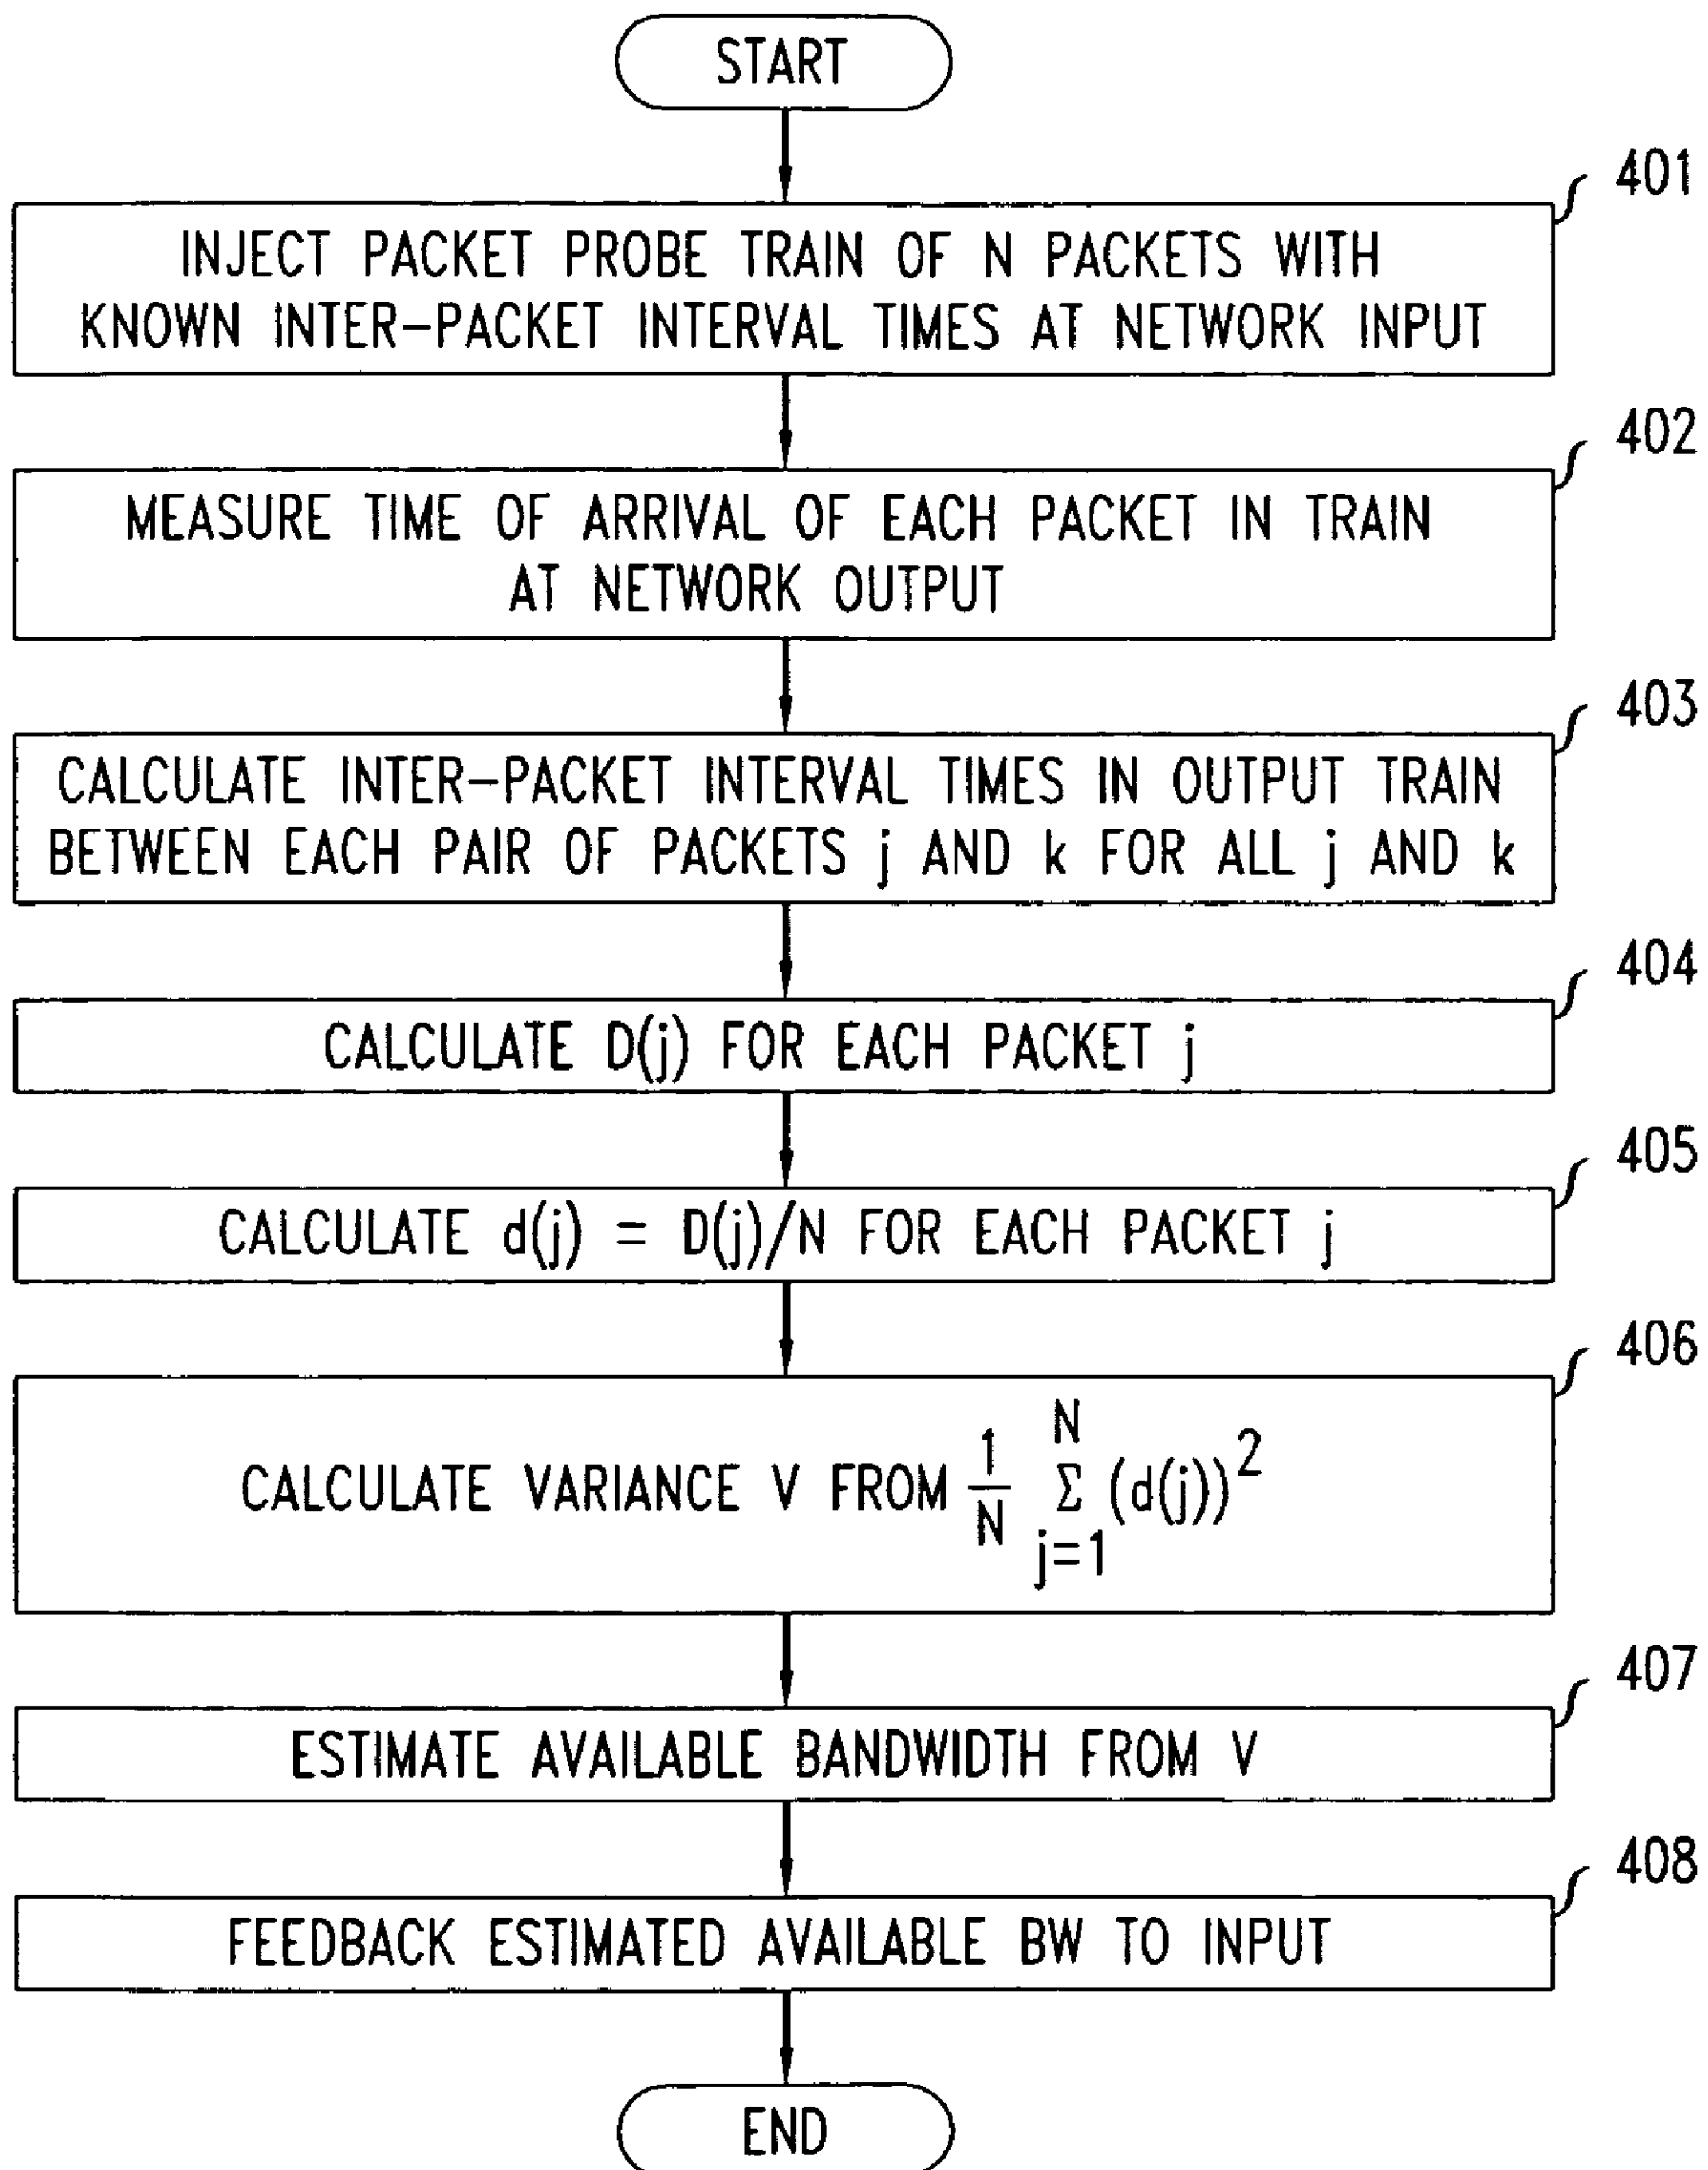 START
401
INJECT PACKET PROBE TRAIN OF N PACKETS WITH
KNOWN INTER-PACKET INTERVAL TIMES AT NETWORK INPUT
402
MEASURE TIME OF ARRIVAL OF EACH PACKET IN TRAIN
AT NETWORK OUTPUT
403
CALCULATE INTER-PACKET INTERVAL TIMES IN OUTPUT TRAIN
BETWEEN EACH PAIR OF PACKETS j AND k FOR ALL j AND k
404
CALCULATE D(j) FOR EACH PACKET j
405
CALCULATE d(j) = D(j)/N FOR EACH PACKET j
406
CALCULATE VARIANCE V FROM 1/N N Σ j=1 (d(j))2
407
ESTIMATE AVAILABLE BANDWIDTH FROM V
408
FEEDBACK ESTIMATED AVAILABLE BW TO INPUT
END